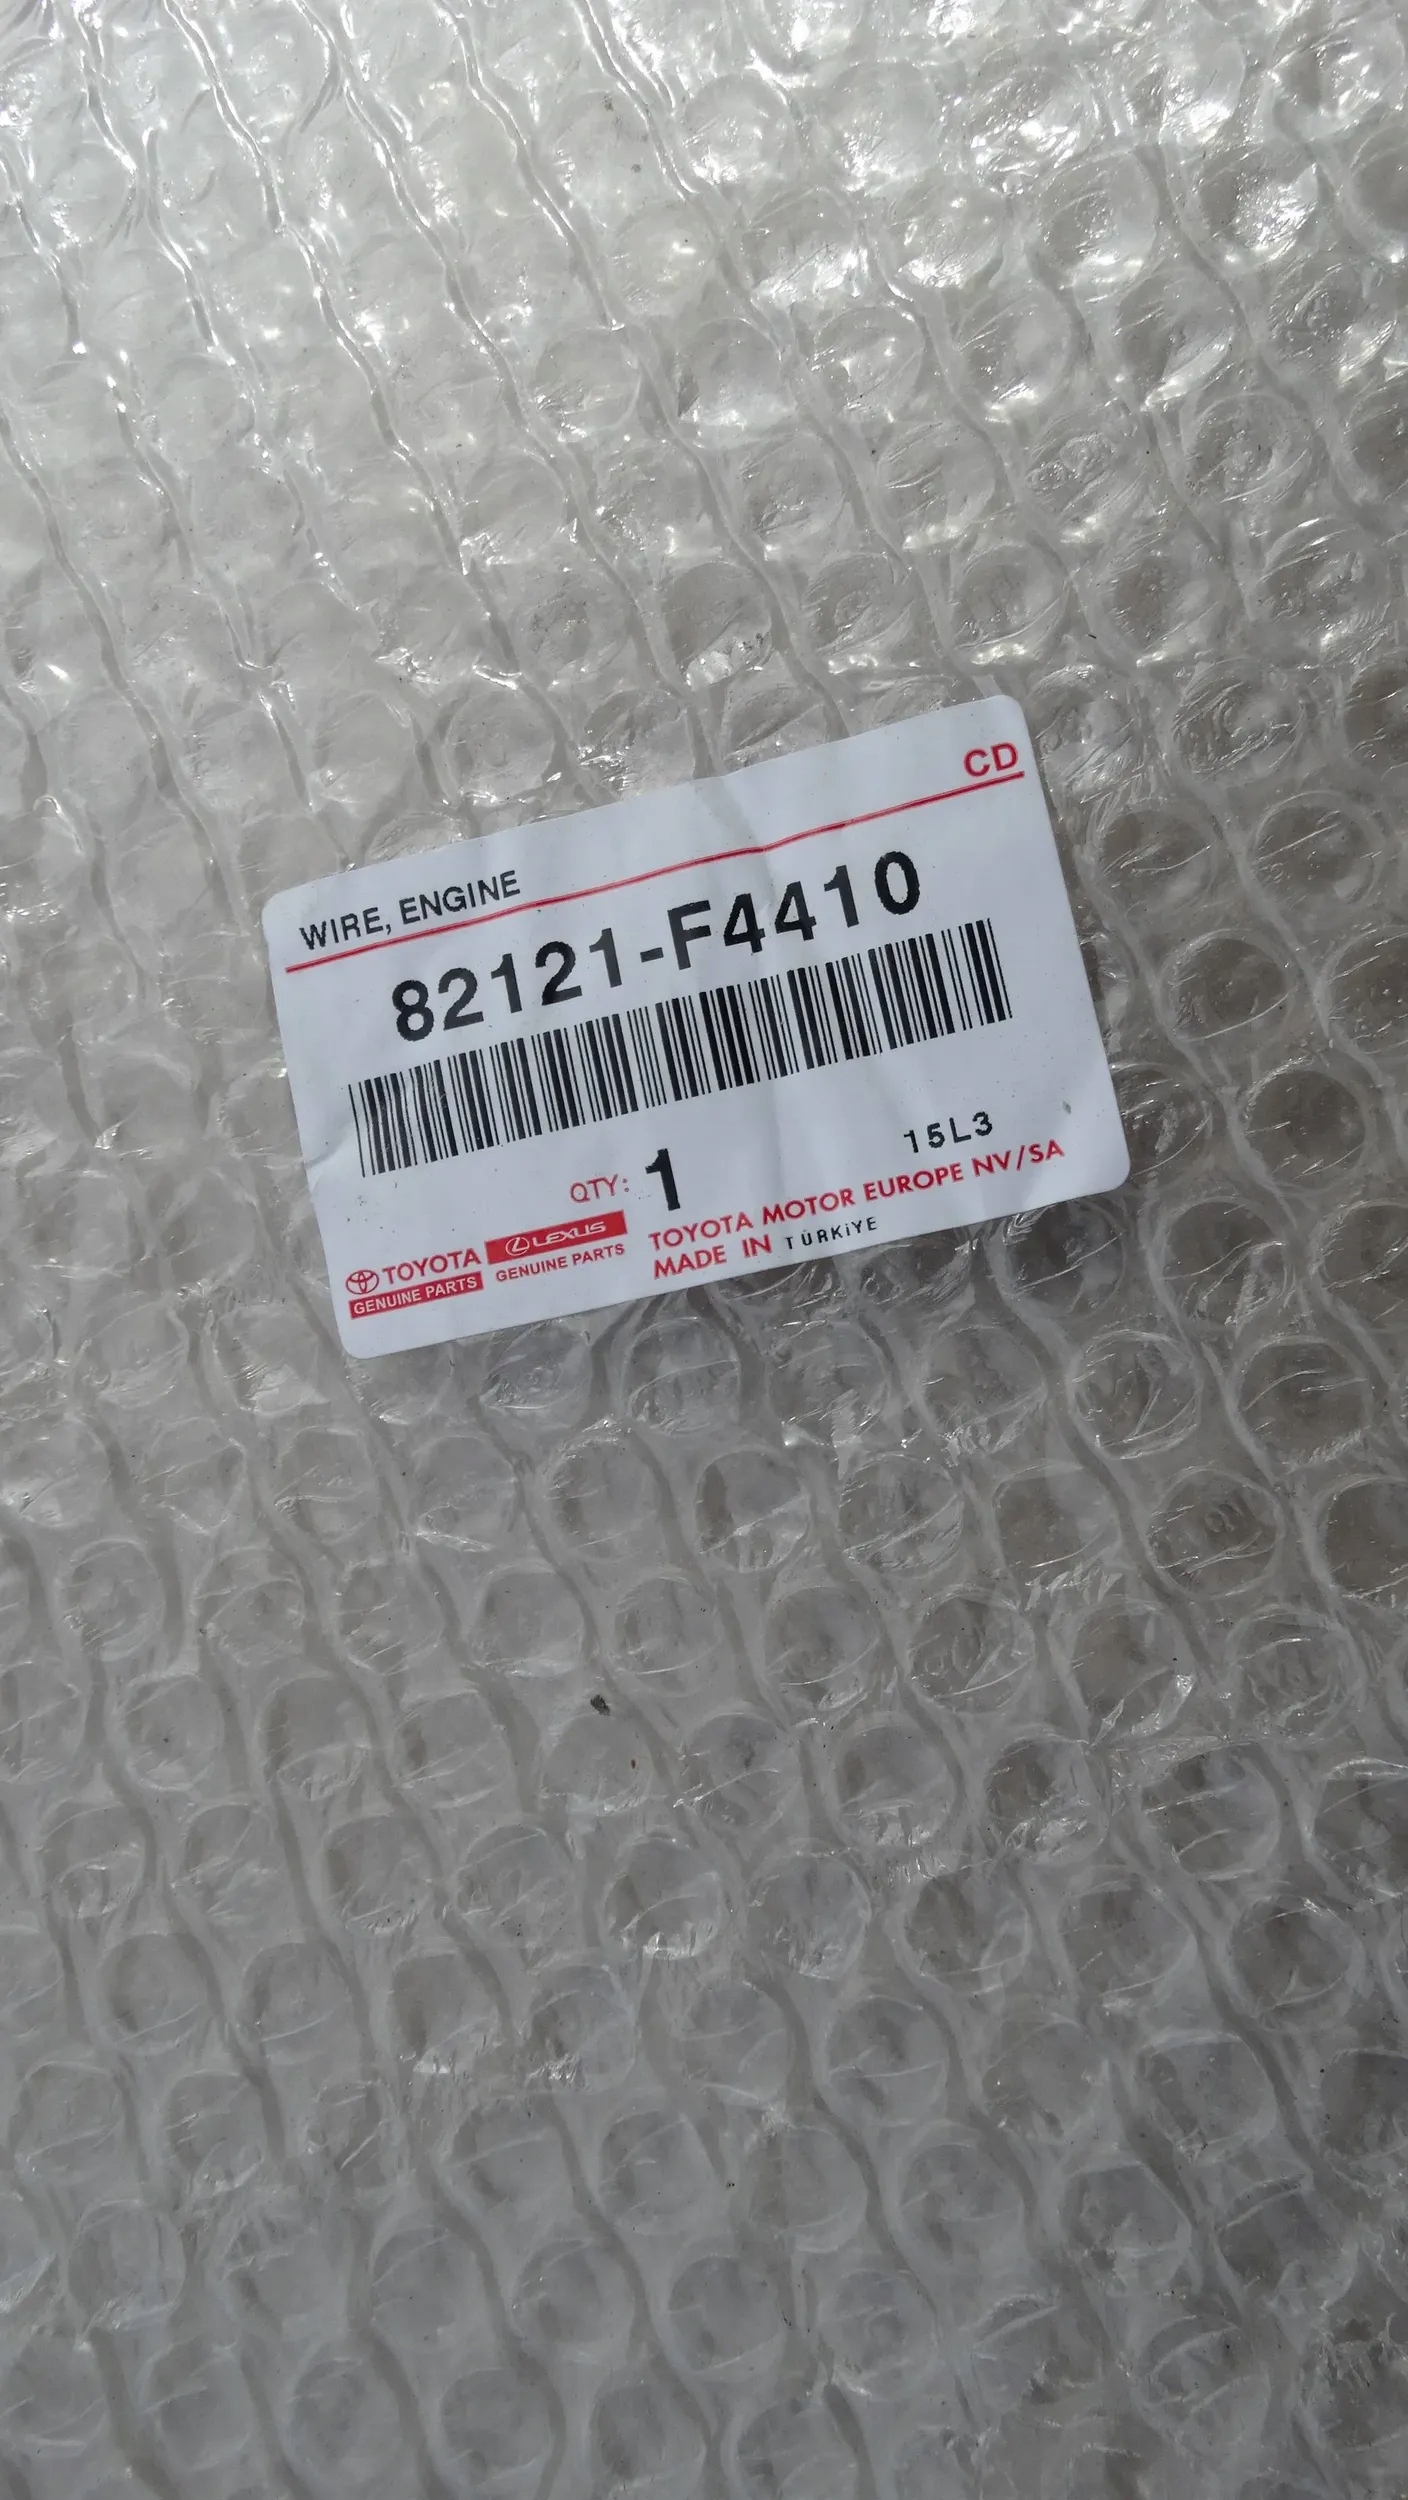 CD
WIRE, ENGINE
82121-F4410
QTY: 1
15L3
TOYOTA
GENUINE PARTS
LEXUS
GENUINE PARTS
TOYOTA MOTOR EUROPE NV/SA
MADE IN TÜRKiYE